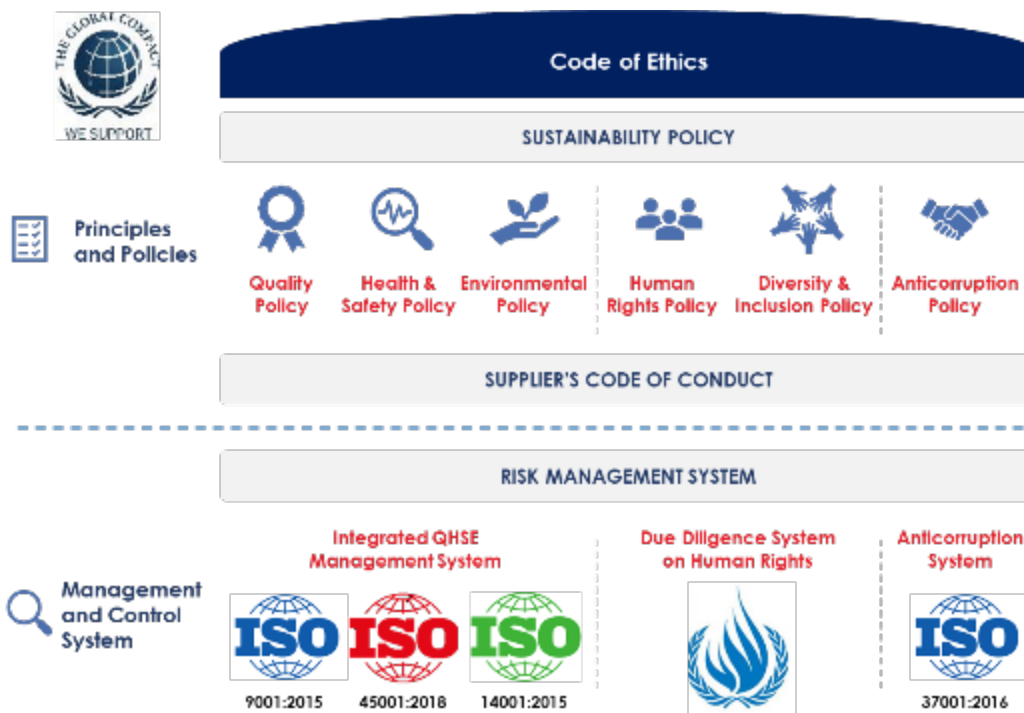 THE GLOBAL COMPACT
WE SUPPORT
Code of Ethics
SUSTAINABILITY POLICY
Principles
and Policies
Quality
Policy
Health &
Safety Policy
Environmental
Policy
Human
Rights Policy
Diversity &
Inclusion Policy
Anticorruption
Policy
SUPPLIER'S CODE OF CONDUCT
RISK MANAGEMENT SYSTEM
Management
and Control
System
Integrated QHSE
Management System
ISO
9001:2015
ISO
45001:2018
ISO
14001:2015
Due Diligence System
on Human Rights
Anticorruption
System
ISO
37001:2016